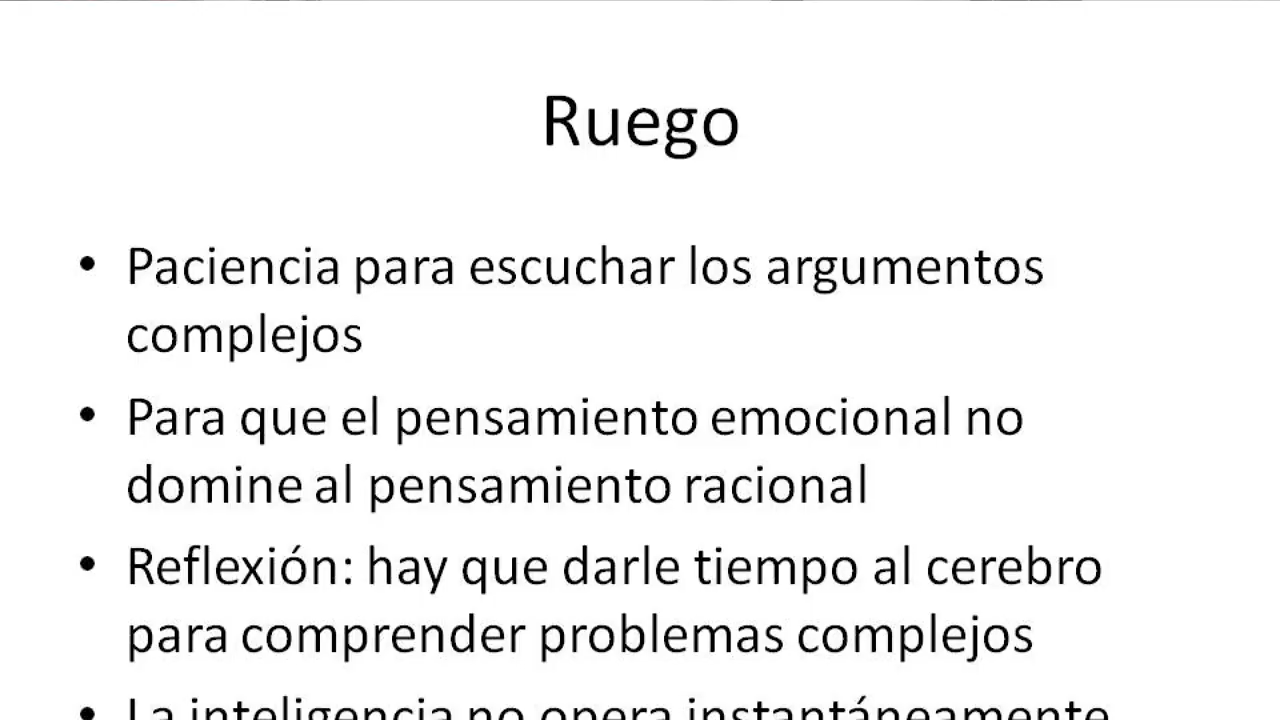 Ruego
• Paciencia para escuchar los argumentos
complejos
• Para que el pensamiento emocional no
domine al pensamiento racional
• Reflexión: hay que darle tiempo al cerebro
para comprender problemas complejos
• La inteligencia no opera instantáneamente